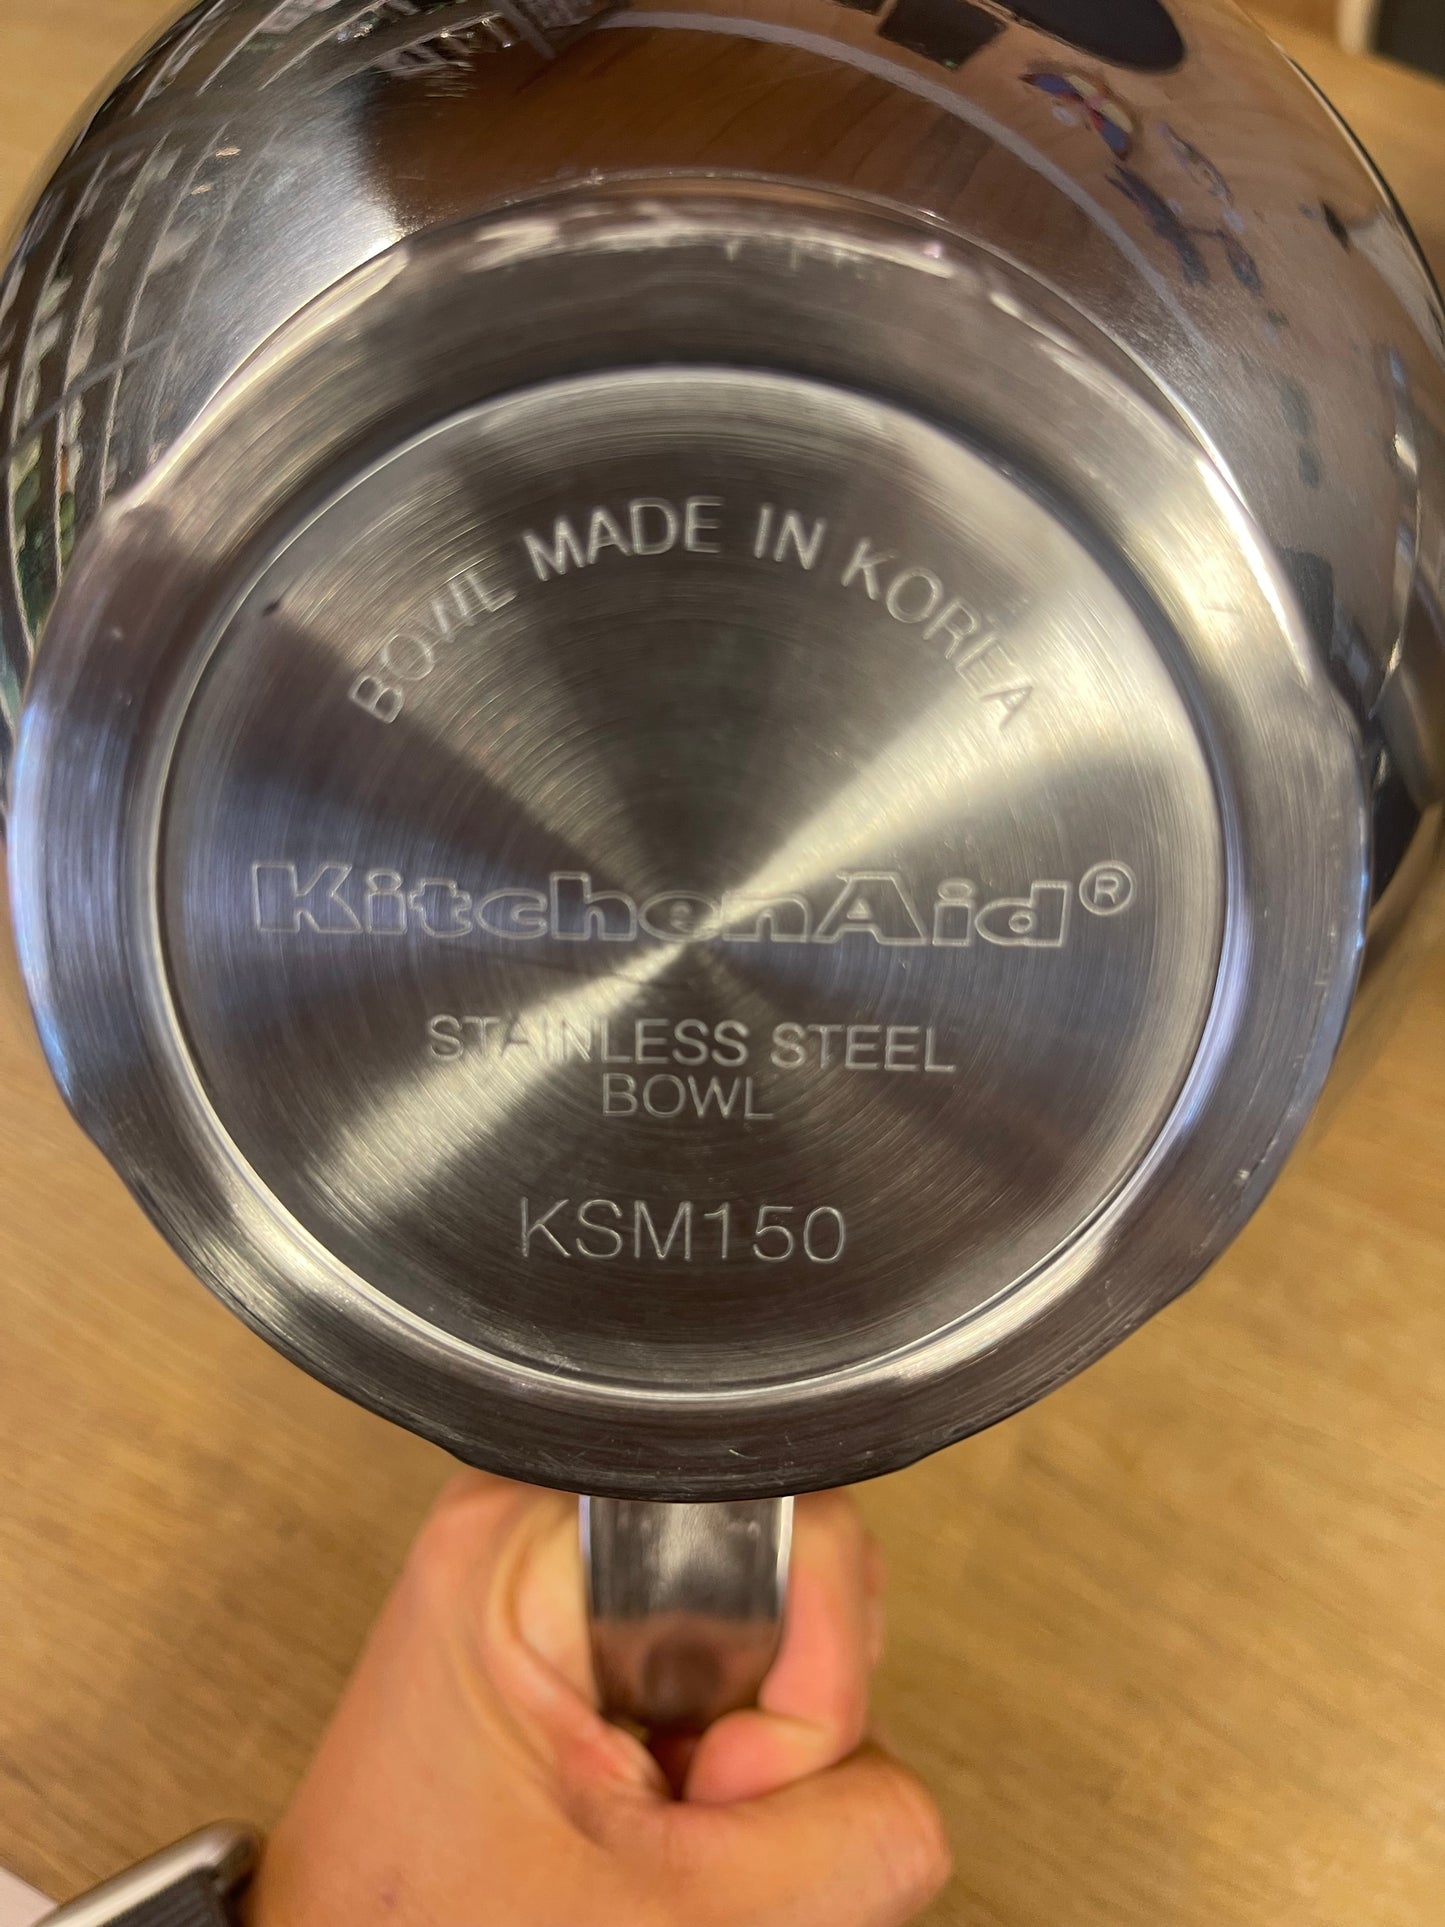 BOWL MADE IN KOREA
KitchenAid®
STAINLESS STEEL
BOWL
KSM150